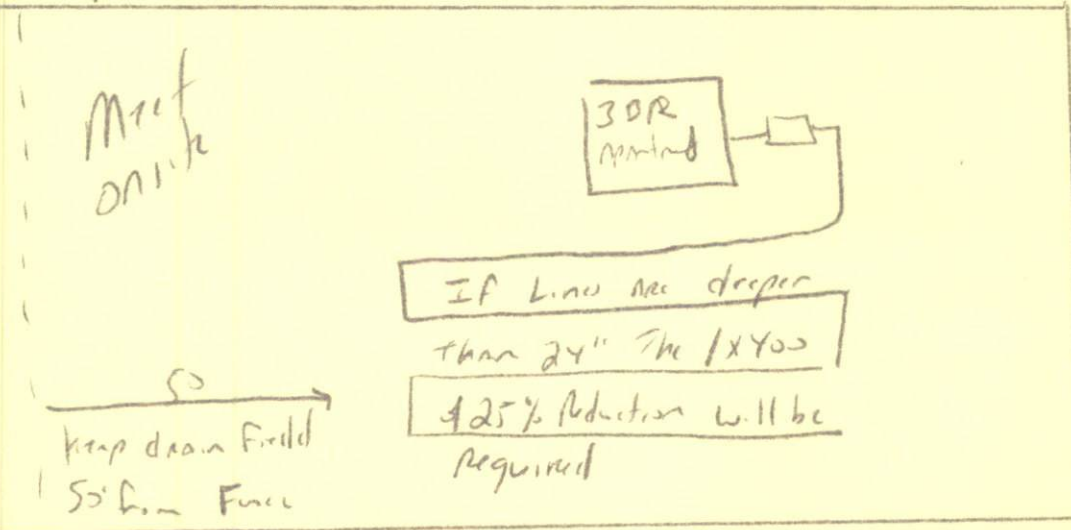 Meet
onsite
3BR
If Lines are deeper
than 24" The 1x400
25% Reduction will be
required
50
Keep drain Field
50' from Fence